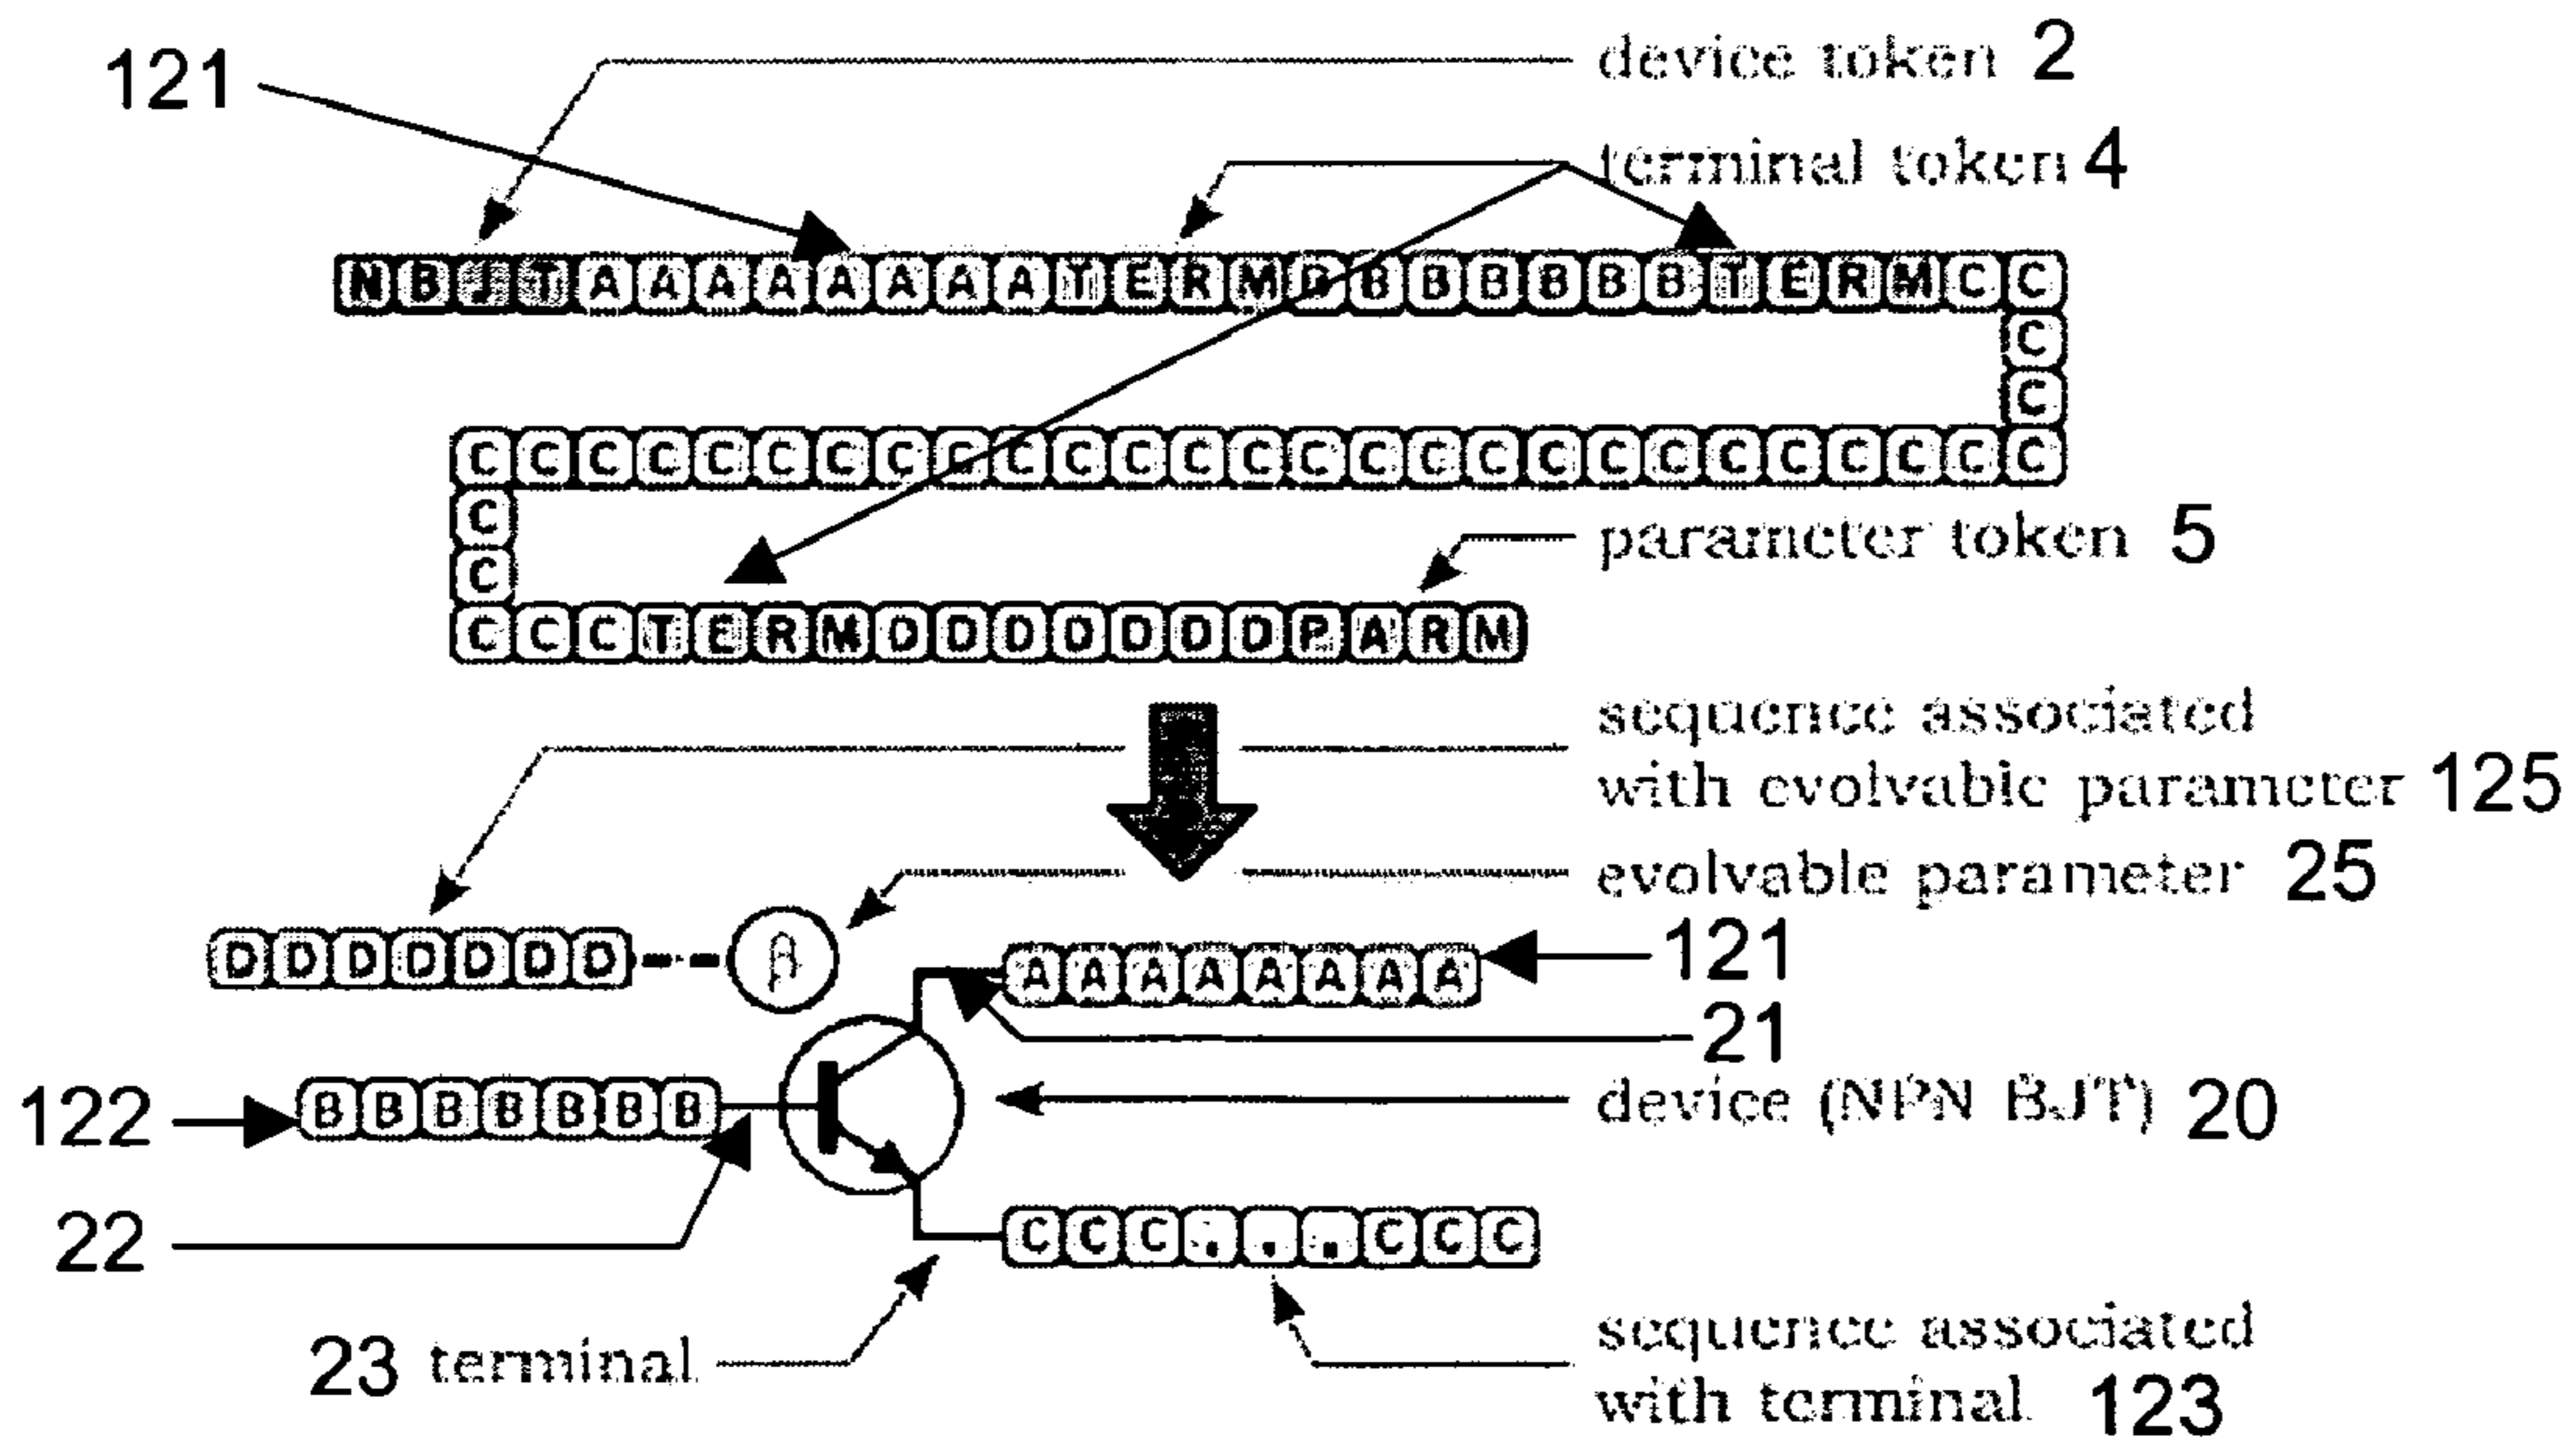 121
device token 2
terminal token 4
NBJTAAAAAAAATERMBBBBBBBTERMCC
C
C
CCCCCCCCCCCCCCCCCCCCCCCCCCC
C
C
parameter token 5
CCCTERMDDDDDDDPARM
sequence associated
with evolvable parameter 125
evolvable parameter 25
DDDDDDD β
AAAAAAAA 121
21
122 BBBBBBB
device (NPN BJT) 20
22
CCC...CCC
23 terminal
sequence associated
with terminal 123